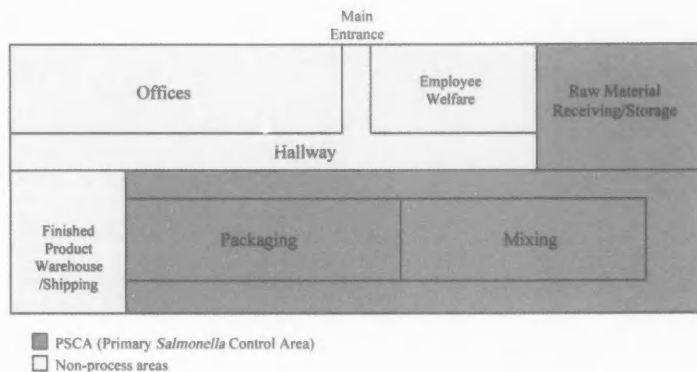 Main
Entrance
Offices
Employee
Welfare
Raw Material
Receiving/Storage
Hallway
Finished
Product
Warehouse
/Shipping
Packaging
Mixing
PSCA (Primary Salmonella Control Area)
Non-process areas